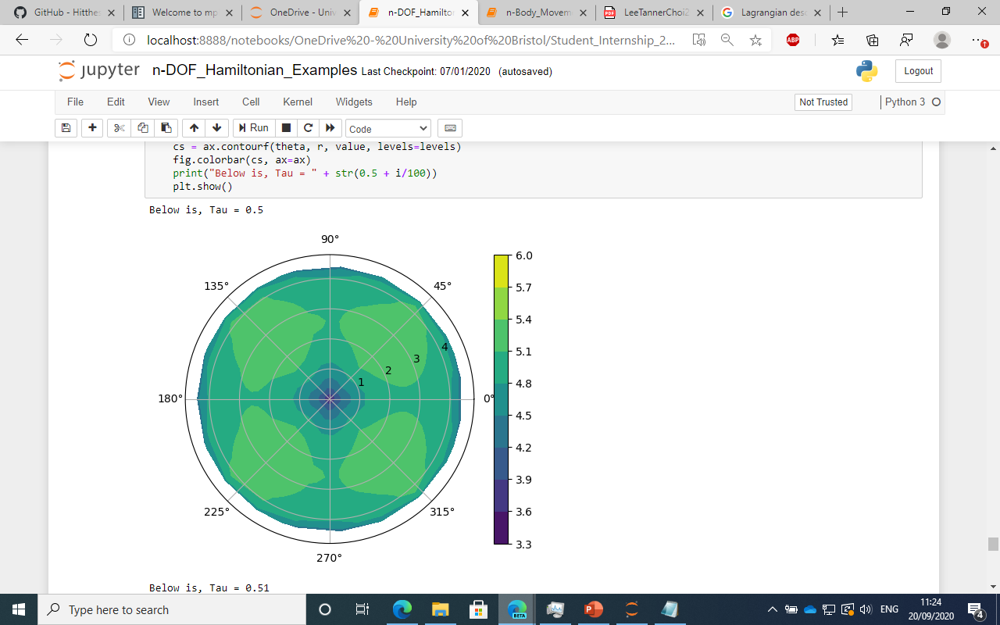 GitHub - Hitthes
Welcome to mp
OneDrive - Univ
n-DOF_Hamilton
n-Body_Movem
LeeTannerChoi2
Lagrangian des
localhost:8888/notebooks/OneDrive%20-%20University%20of%20Bristol/Student_Internship_2...
ABP
jupyter n-DOF_Hamiltonian_Examples Last Checkpoint: 07/01/2020 (autosaved)
Logout
File Edit View Insert Cell Kernel Widgets Help
Not Trusted
Python 3
Run
Code
cs = ax.contourf(theta, r, value, levels=levels)
fig.colorbar(cs, ax=ax)
print("Below is, Tau = " + str(0.5 + i/100))
plt.show()
Below is, Tau = 0.5
90°
135°
45°
180°
0°
225°
315°
270°
1
2
3
4
6.0
5.7
5.4
5.1
4.8
4.5
4.2
3.9
3.6
3.3
Below is, Tau = 0.51
Type here to search
BETA
ENG
11:24
20/09/2020
4